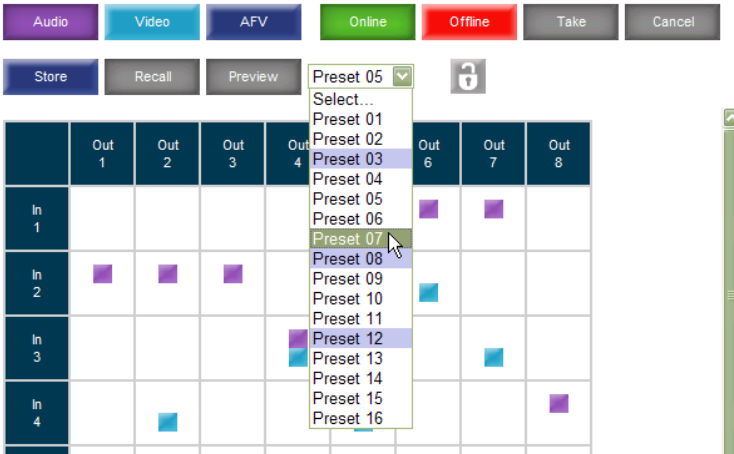 Audio Video AFV Online Offline Take Cancel
Store Recall Preview Preset 05
Select...
Preset 01
Preset 02
Preset 03
Preset 04
Preset 05
Preset 06
Preset 07
Preset 08
Preset 09
Preset 10
Preset 11
Preset 12
Preset 13
Preset 14
Preset 15
Preset 16
Out 1
Out 2
Out 3
Out 4
Out 6
Out 7
Out 8
In 1
In 2
In 3
In 4